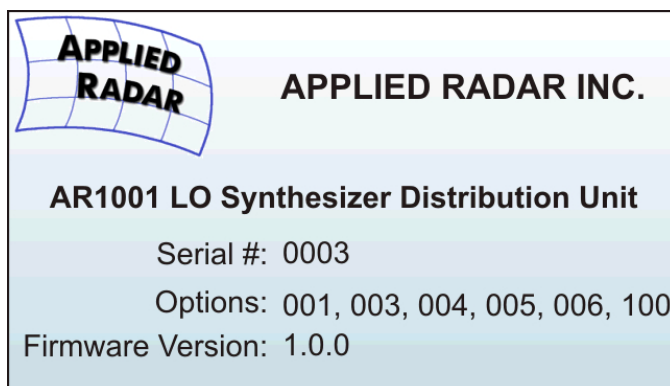 APPLIED
RADAR
APPLIED RADAR INC.
AR1001 LO Synthesizer Distribution Unit
Serial #: 0003
Options: 001, 003, 004, 005, 006, 100
Firmware Version: 1.0.0